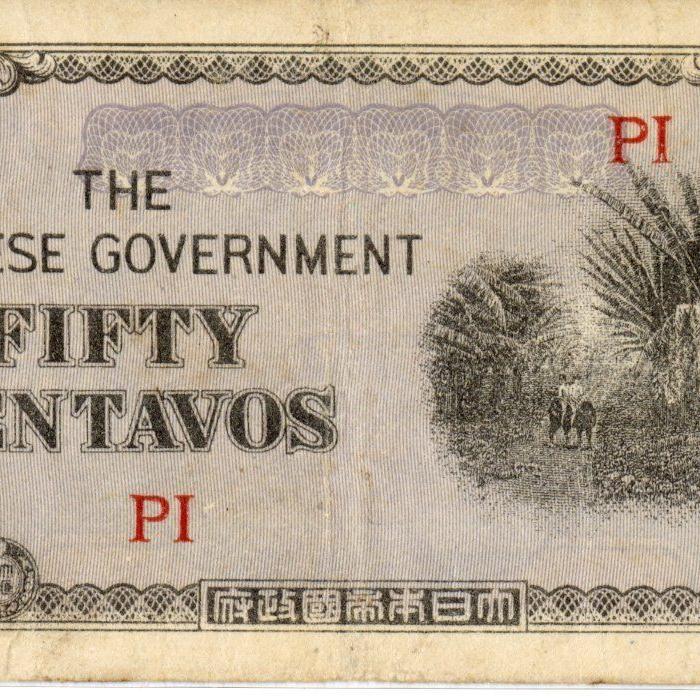 PI
THE
ESE GOVERNMENT
FIFTY
ENTAVOS
PI
府政國帝本日大